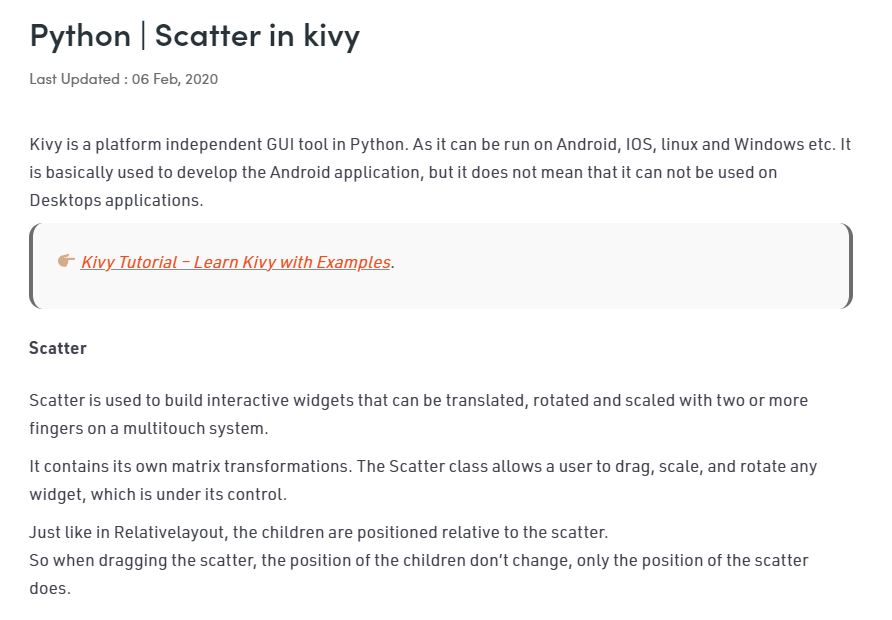 Python | Scatter in kivy
Last Updated : 06 Feb, 2020
Kivy is a platform independent GUI tool in Python. As it can be run on Android, IOS, linux and Windows etc. It
is basically used to develop the Android application, but it does not mean that it can not be used on
Desktops applications.
👉🏽 Kivy Tutorial – Learn Kivy with Examples.
Scatter
Scatter is used to build interactive widgets that can be translated, rotated and scaled with two or more
fingers on a multitouch system.
It contains its own matrix transformations. The Scatter class allows a user to drag, scale, and rotate any
widget, which is under its control.
Just like in Relativelayout, the children are positioned relative to the scatter.
So when dragging the scatter, the position of the children don’t change, only the position of the scatter
does.